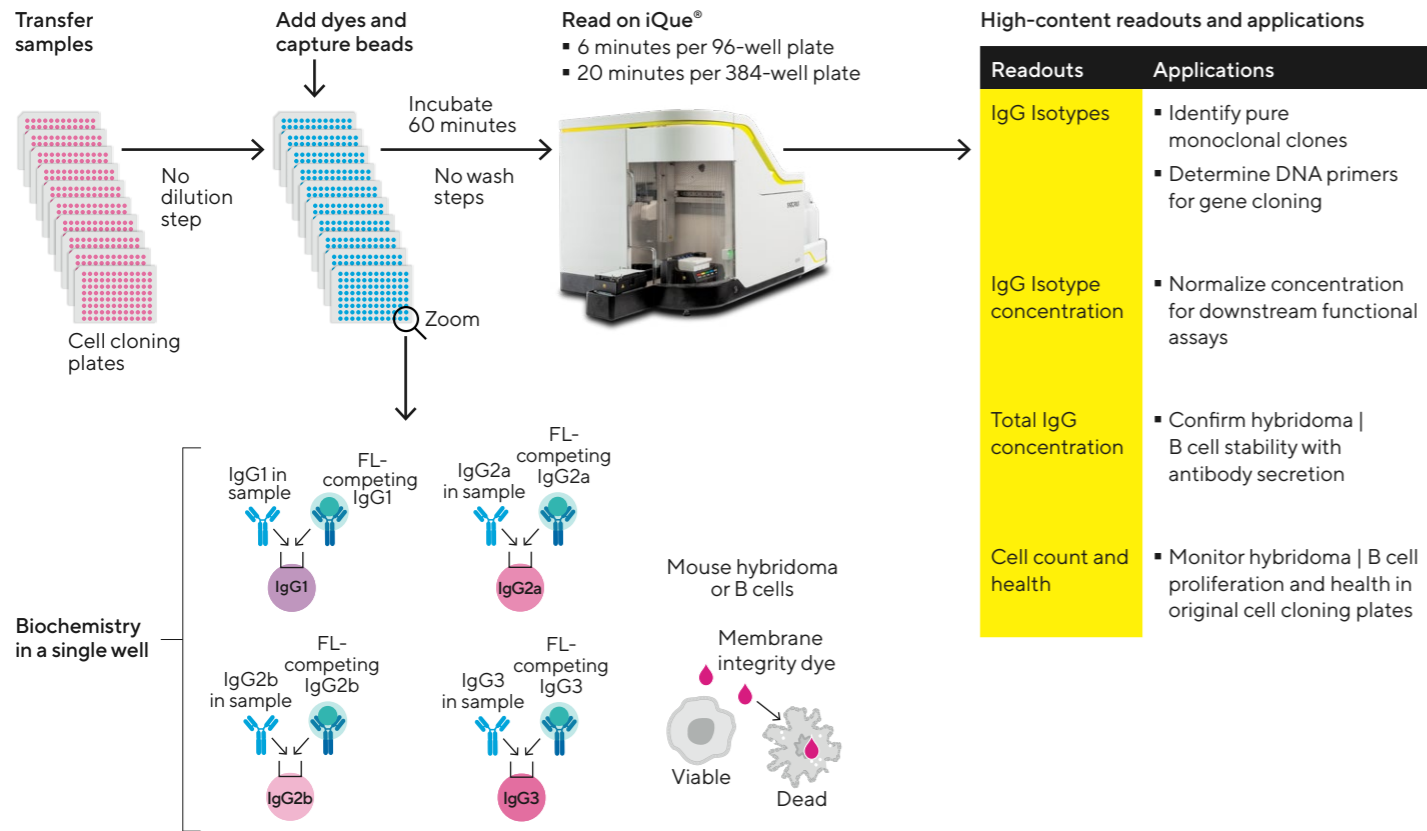 Transfer
samples
Add dyes and
capture beads
Read on iQue®
▪ 6 minutes per 96-well plate
▪ 20 minutes per 384-well plate
High-content readouts and applications
No
dilution
step
Incubate
60 minutes
No wash
steps
Cell cloning
plates
Zoom
Readouts
Applications
IgG Isotypes
▪ Identify pure
monoclonal clones
▪ Determine DNA primers
for gene cloning
IgG Isotype
concentration
▪ Normalize concentration
for downstream functional
assays
Total IgG
concentration
▪ Confirm hybridoma |
B cell stability with
antibody secretion
Cell count and
health
▪ Monitor hybridoma | B cell
proliferation and health in
original cell cloning plates
Biochemistry
in a single well
IgG1 in
sample
FL-
competing
IgG1
IgG1
IgG2a
in sample
FL-
competing
IgG2a
IgG2a
IgG2b
in sample
FL-
competing
IgG2b
IgG2b
IgG3
in sample
FL-
competing
IgG3
IgG3
Mouse hybridoma
or B cells
Membrane
integrity dye
Viable
Dead